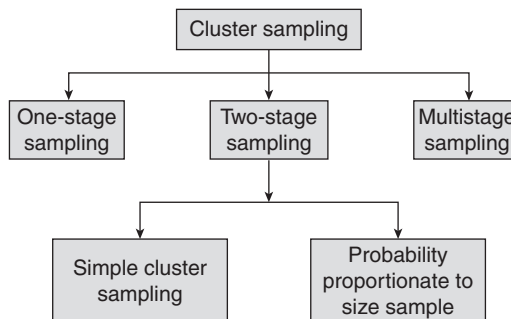 Cluster sampling
One-stage
sampling
Two-stage
sampling
Multistage
sampling
Simple cluster
sampling
Probability
proportionate to
size sample